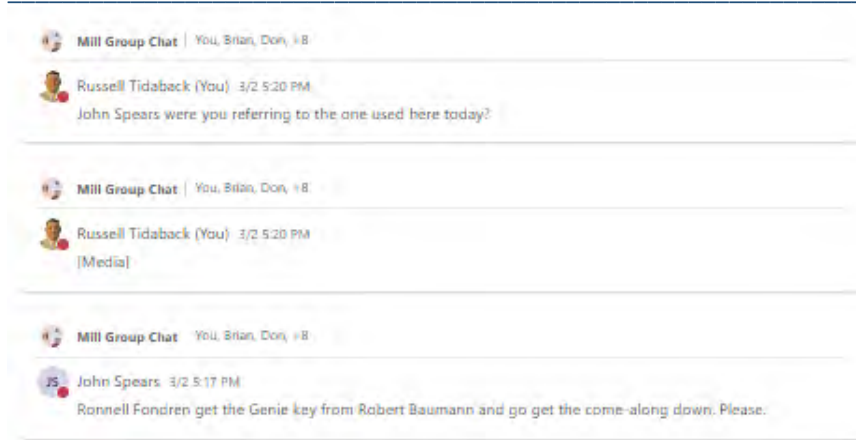 Mill Group Chat | You, Brian, Don, +8
Russell Tidaback (You) 3/2 5:20 PM
John Spears were you referring to the one used here today?
Mill Group Chat | You, Brian, Don, +8
Russell Tidaback (You) 3/2 5:20 PM
[Media]
Mill Group Chat You, Brian, Don, +8
JS John Spears 3/2 5:17 PM
Ronnell Fondren get the Genie key from Robert Baumann and go get the come-along down. Please.